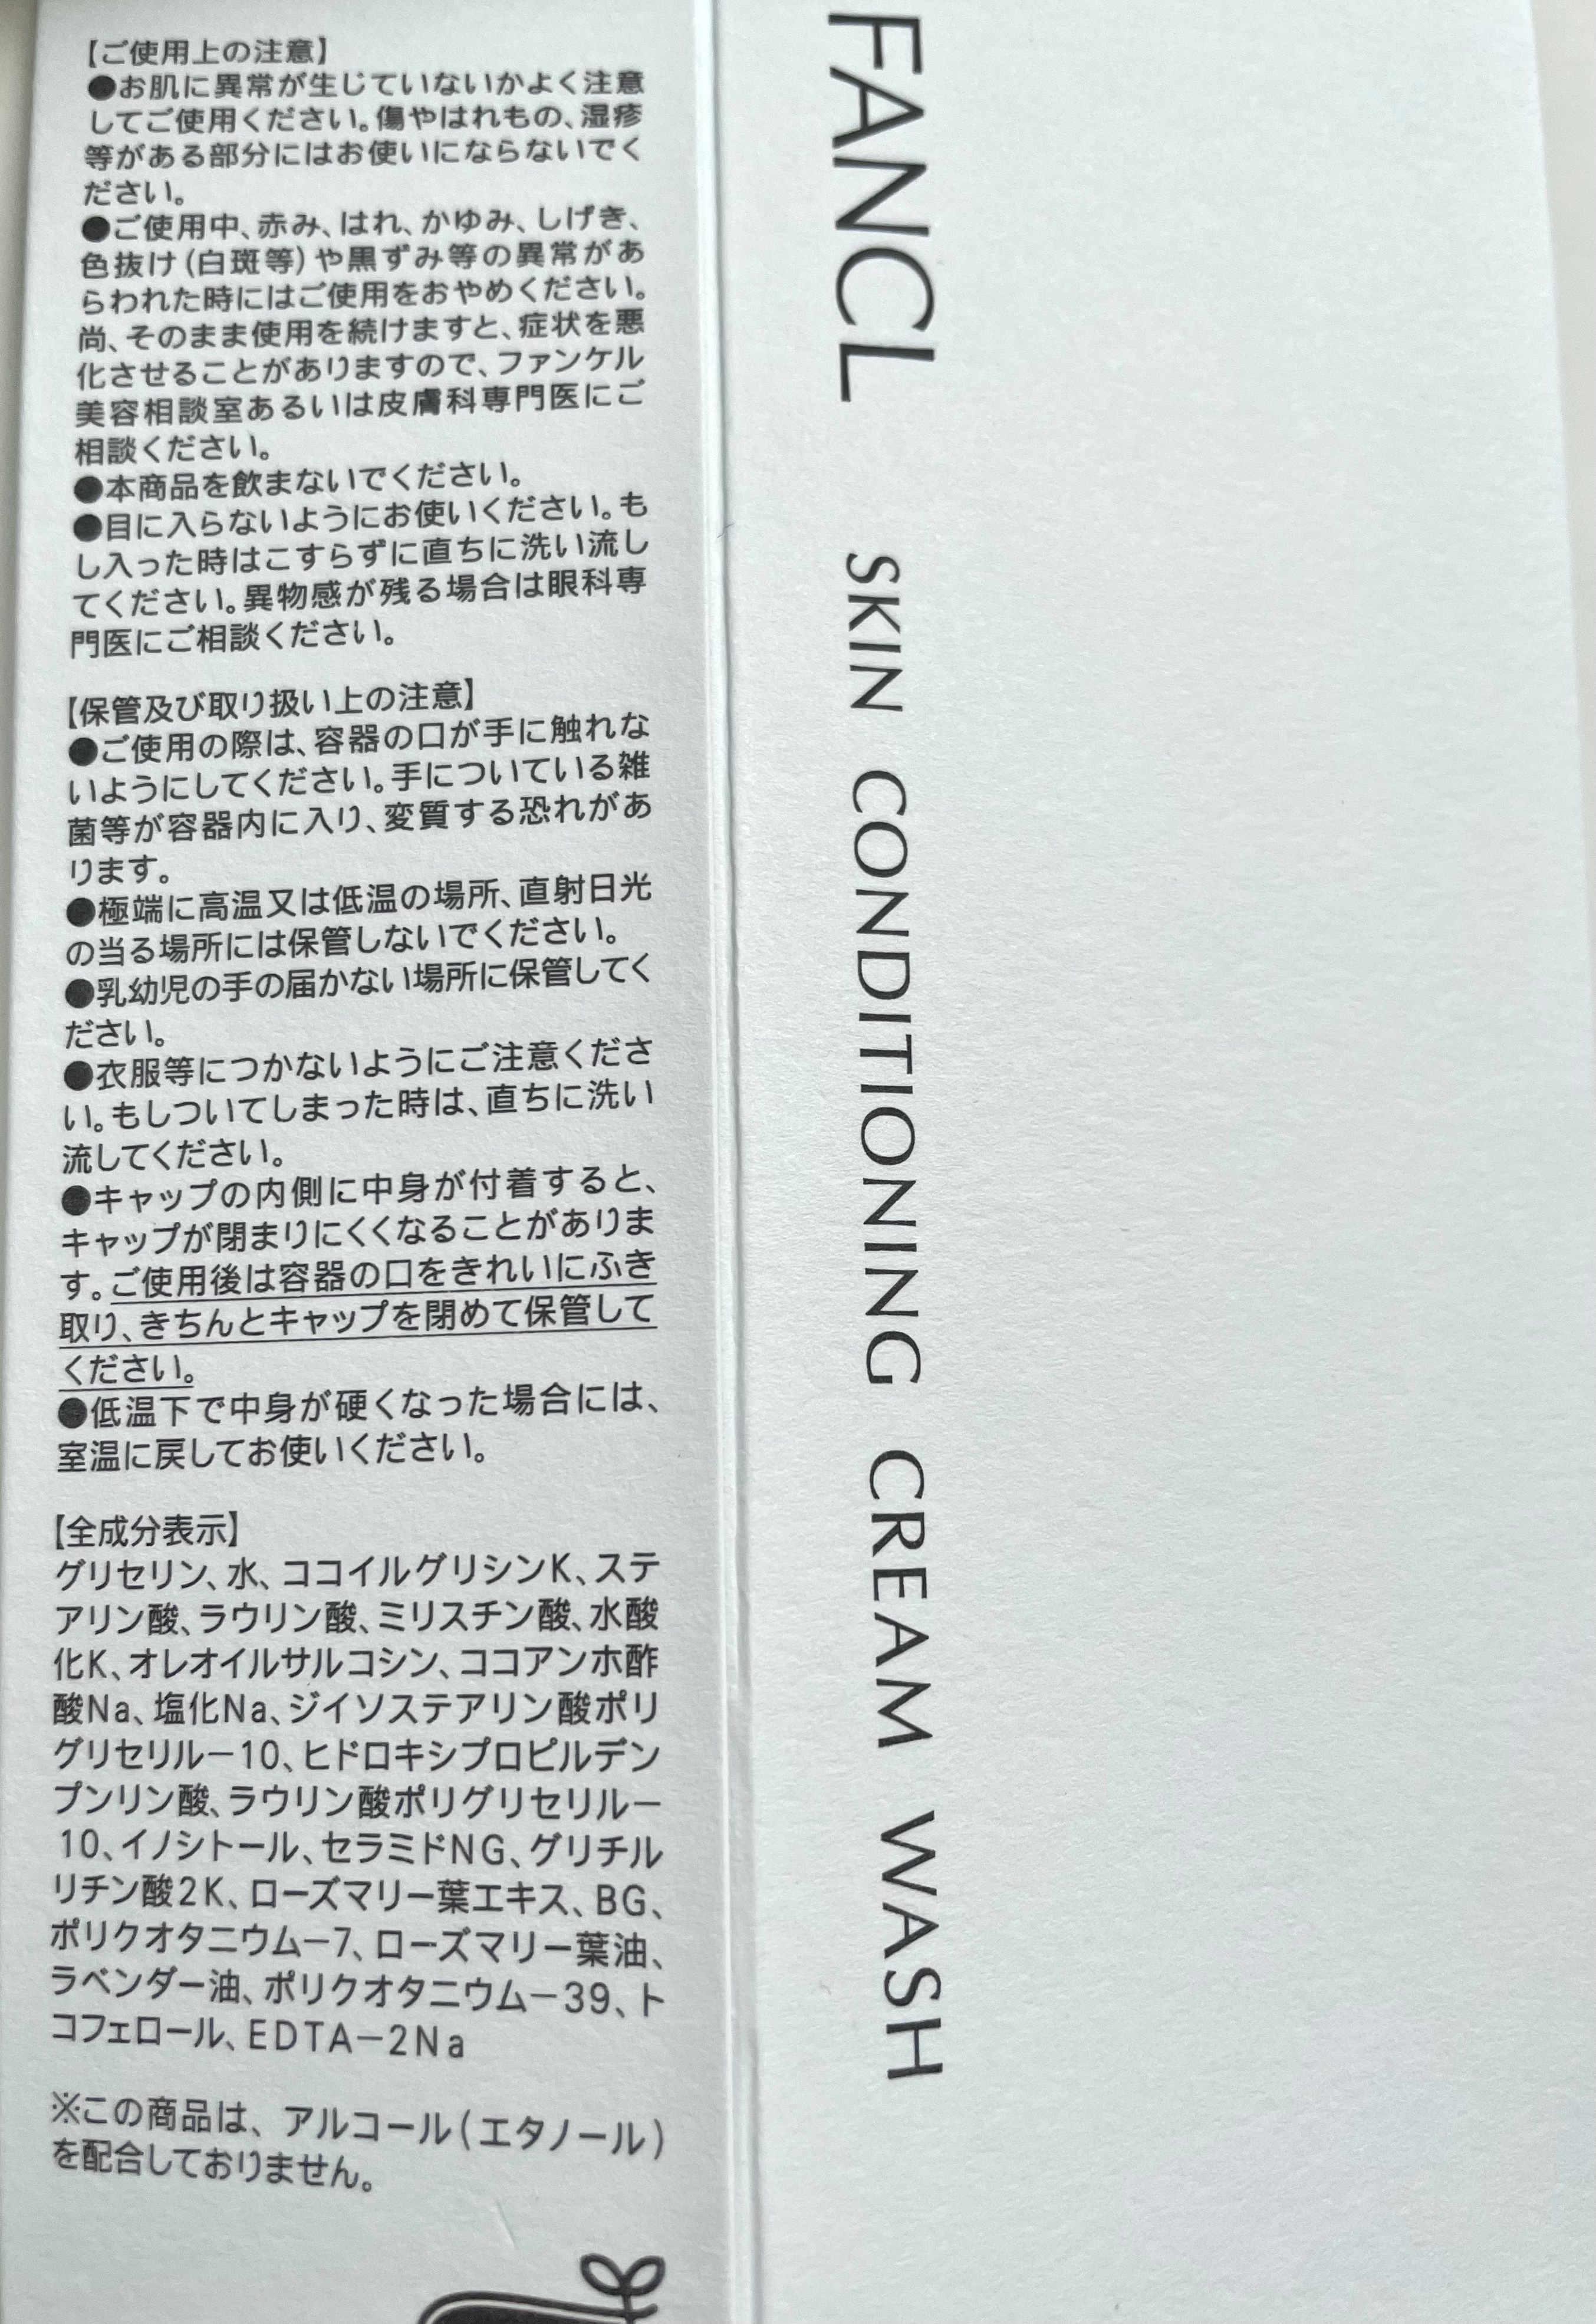 【ご使用上の注意】
●お肌に異常が生じていないかよく注意
してご使用ください。傷やはれもの、湿疹
等がある部分にはお使いにならないでく
ださい。
●ご使用中、赤み、はれ、かゆみ、しげき、
色抜け(白斑等)や黒ずみ等の異常があ
らわれた時にはご使用をおやめください。
尚、そのまま使用を続けますと、症状を悪
化させることがありますので、ファンケル
美容相談室あるいは皮膚科専門医にご
相談ください。
●本商品を飲まないでください。
●目に入らないようにお使いください。も
し入った時はこすらずに直ちに洗い流し
てください。異物感が残る場合は眼科専
門医にご相談ください。
【保管及び取り扱い上の注意】
●ご使用の際は、容器の口が手に触れな
いようにしてください。手についている雑
菌等が容器内に入り、変質する恐れがあ
ります。
●極端に高温又は低温の場所、直射日光
の当る場所には保管しないでください。
●乳幼児の手の届かない場所に保管してく
ださい。
●衣服等につかないようにご注意くださ
い。もしついてしまった時は、直ちに洗い
流してください。
●キャップの内側に中身が付着すると、
キャップが閉まりにくくなることがありま
す。ご使用後は容器の口をきれいにふき
取り、きちんとキャップを閉めて保管して
ください。
●低温下で中身が硬くなった場合には、
室温に戻してお使いください。
【全成分表示】
グリセリン、水、ココイルグリシンK、ステ
アリン酸、ラウリン酸、ミリスチン酸、水酸
化K、オレオイルサルコシン、ココアンホ酢
酸Na、塩化Na、ジイソステアリン酸ポリ
グリセリル－10、ヒドロキシプロピルデン
プンリン酸、ラウリン酸ポリグリセリル－
10、イノシトール、セラミドNG、グリチル
リチン酸2K、ローズマリー葉エキス、BG、
ポリクオタニウム－7、ローズマリー葉油、
ラベンダー油、ポリクオタニウム－39、ト
コフェロール、EDTA－2Na
※この商品は、アルコール(エタノール)
を配合しておりません。
FANCL SKIN CONDITIONING CREAM WASH